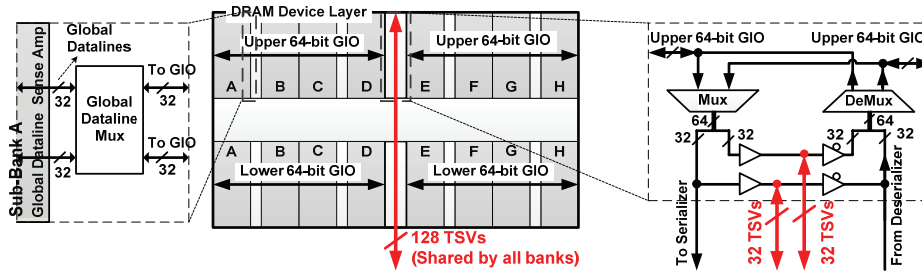 Sub-Bank A
Global Dataline Sense Amp
Global
Datalines
32
32
Global
Dataline
Mux
To GIO
32
To GIO
32
DRAM Device Layer
Upper 64-bit GIO
Upper 64-bit GIO
A B C D E F G H
A B C D E F G H
Lower 64-bit GIO
Lower 64-bit GIO
128 TSVs
(Shared by all banks)
Upper 64-bit GIO
Upper 64-bit GIO
Mux
DeMux
64
64
32
32
32
32
To Serializer
32 TSVs
32 TSVs
From Deserializer